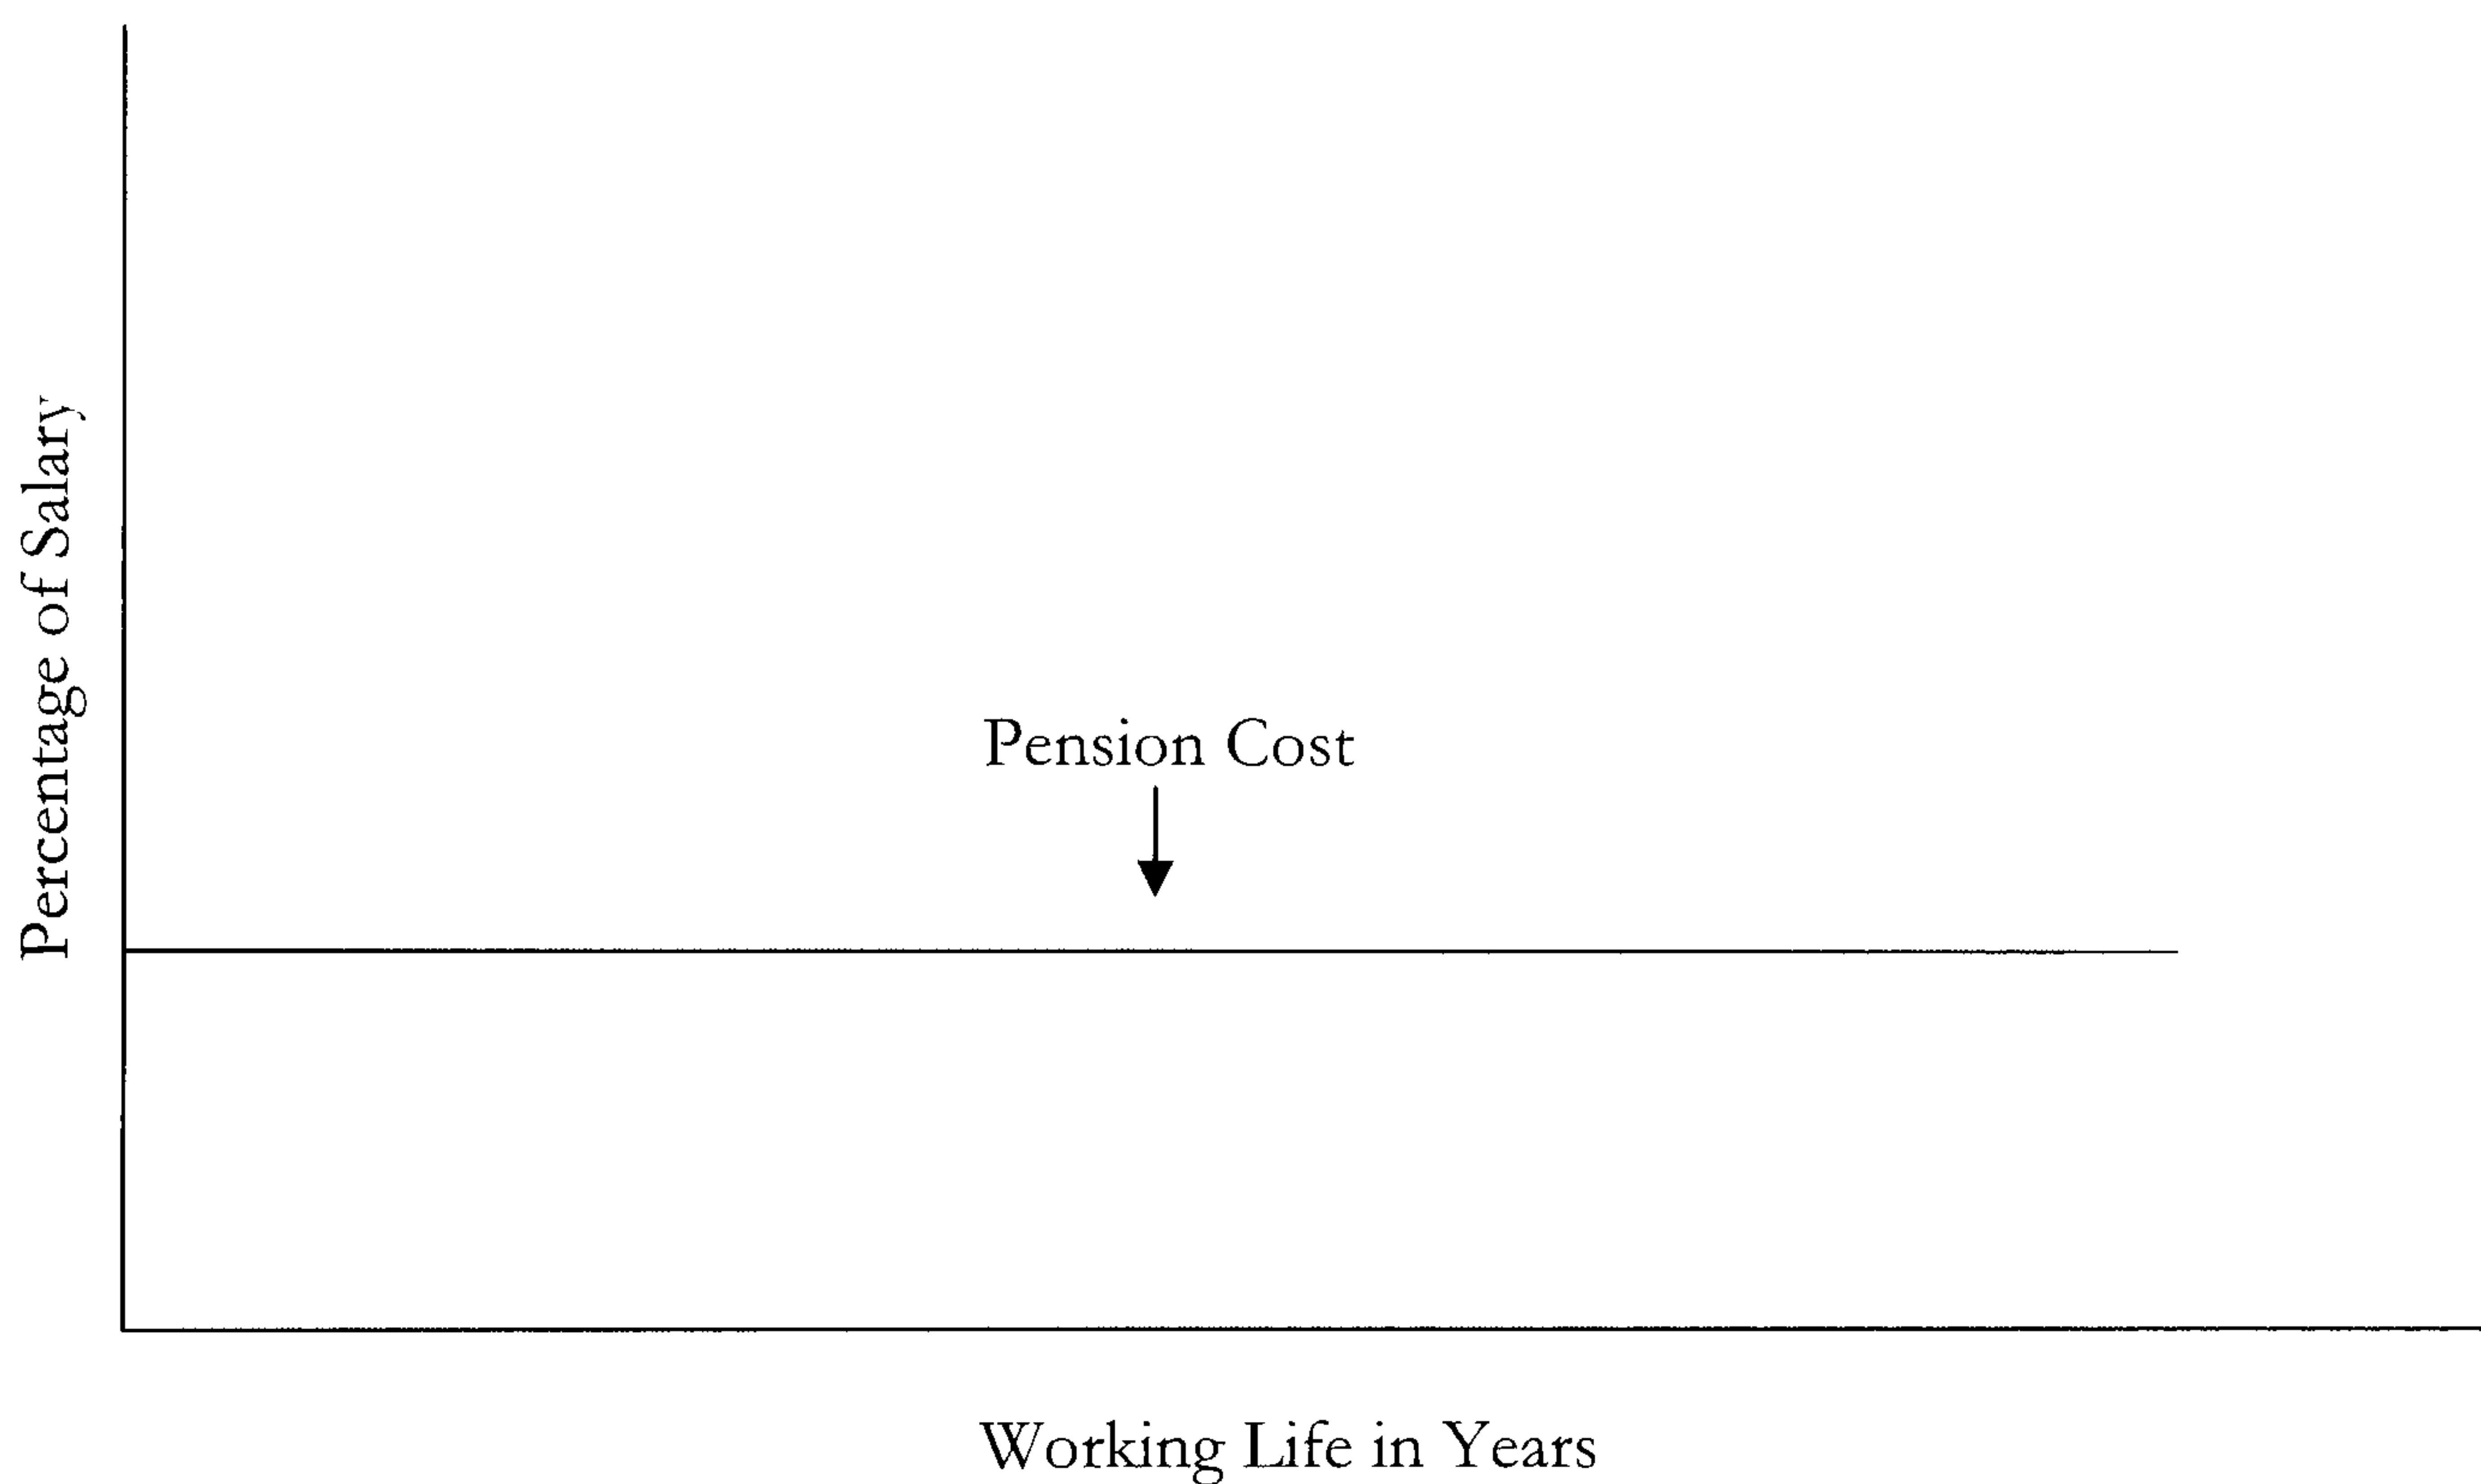 Percentage of Salary
Pension Cost
Working Life in Years